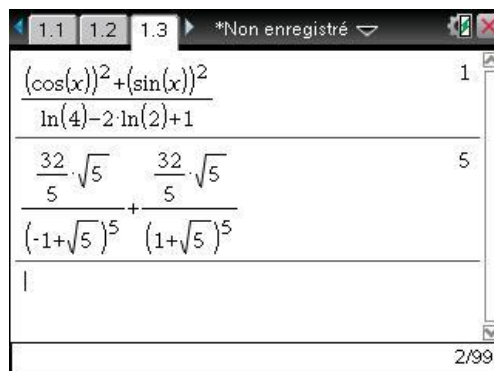 1.1 1.2 1.3 *Non enregistré
(cos(x))²+(sin(x))² 1
ln(4)−2·ln(2)+1
32/5·√5 + 32/5·√5 5
(-1+√5)⁵ (1+√5)⁵
2/99